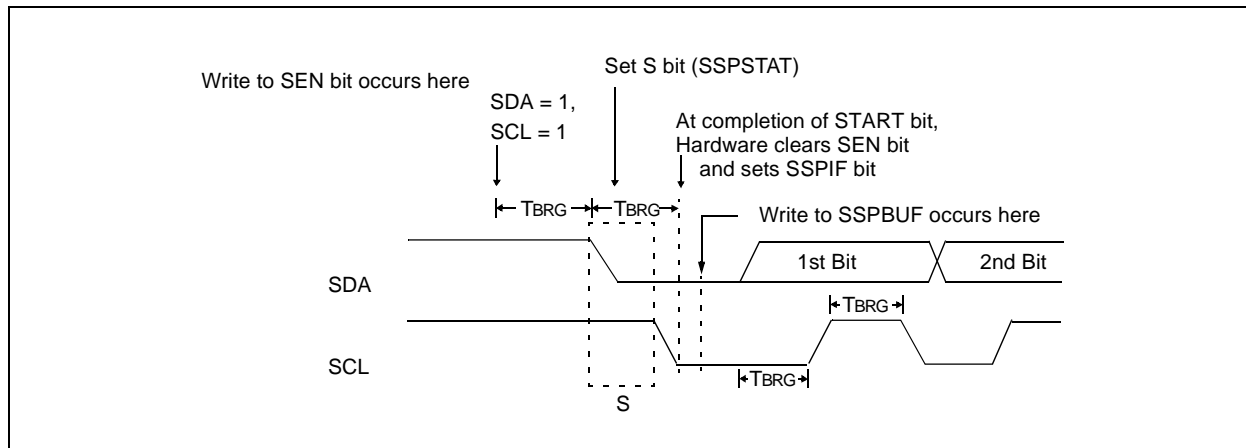 Write to SEN bit occurs here
Set S bit (SSPSTAT)
SDA = 1,
SCL = 1
At completion of START bit,
Hardware clears SEN bit
and sets SSPIF bit
TBRG
TBRG
Write to SSPBUF occurs here
SDA
1st Bit
2nd Bit
TBRG
SCL
TBRG
S